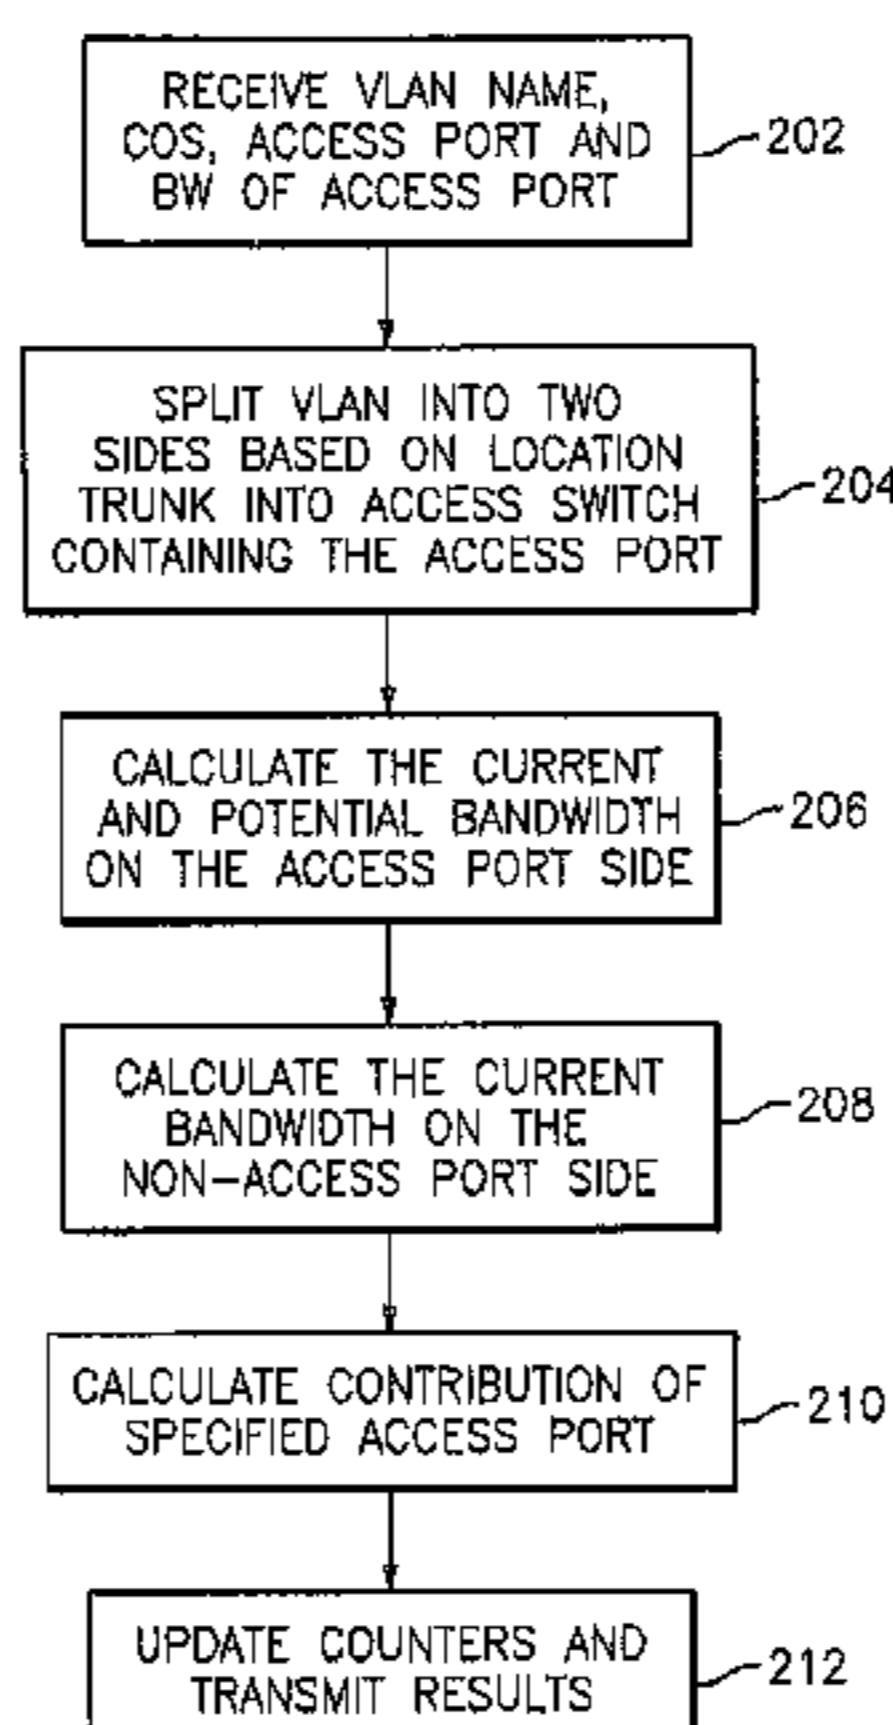 RECEIVE VLAN NAME,
COS, ACCESS PORT AND
BW OF ACCESS PORT
202
SPLIT VLAN INTO TWO
SIDES BASED ON LOCATION
TRUNK INTO ACCESS SWITCH
CONTAINING THE ACCESS PORT
204
CALCULATE THE CURRENT
AND POTENTIAL BANDWIDTH
ON THE ACCESS PORT SIDE
206
CALCULATE THE CURRENT
BANDWIDTH ON THE
NON-ACCESS PORT SIDE
208
CALCULATE CONTRIBUTION OF
SPECIFIED ACCESS PORT
210
UPDATE COUNTERS AND
TRANSMIT RESULTS
212